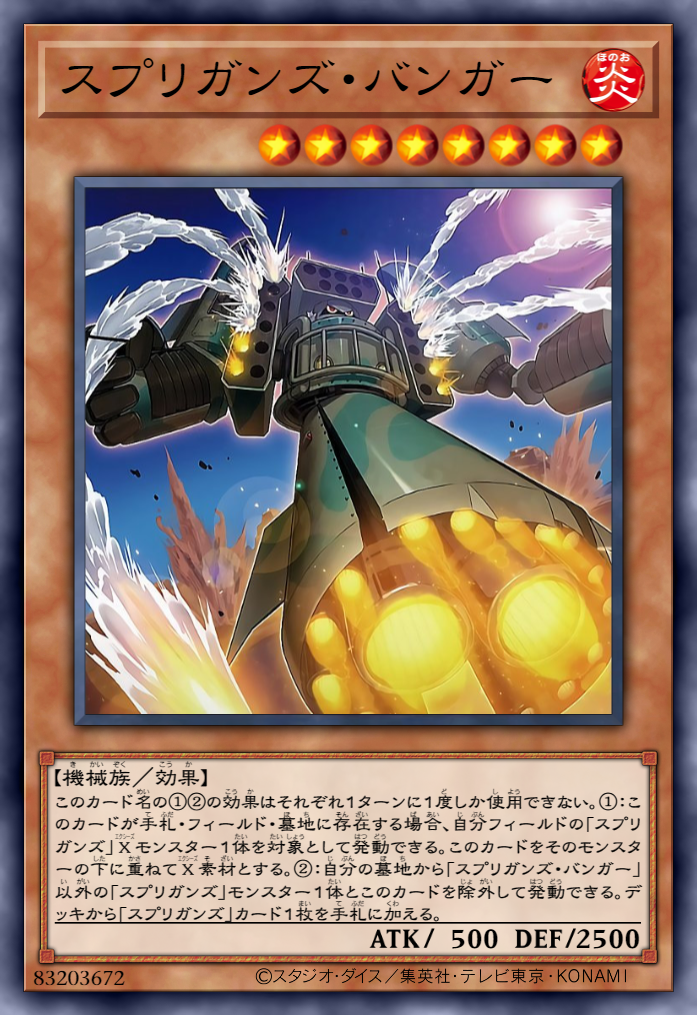 スプリガンズ・バンガー
ほのお
炎
【機械族／効果】
このカード名の①②の効果はそれぞれ1ターンに1度しか使用できない。①：こ
のカードが手札・フィールド・墓地に存在する場合、自分フィールドの「スプリ
ガンズ」Xモンスター1体を対象として発動できる。このカードをそのモンスタ
ーの下に重ねてX素材とする。②：自分の墓地から「スプリガンズ・バンガー」
以外の「スプリガンズ」モンスター1体とこのカードを除外して発動できる。デ
ッキから「スプリガンズ」カード1枚を手札に加える。
ATK/ 500 DEF/2500
83203672 ©スタジオ・ダイス／集英社・テレビ東京・KONAMI